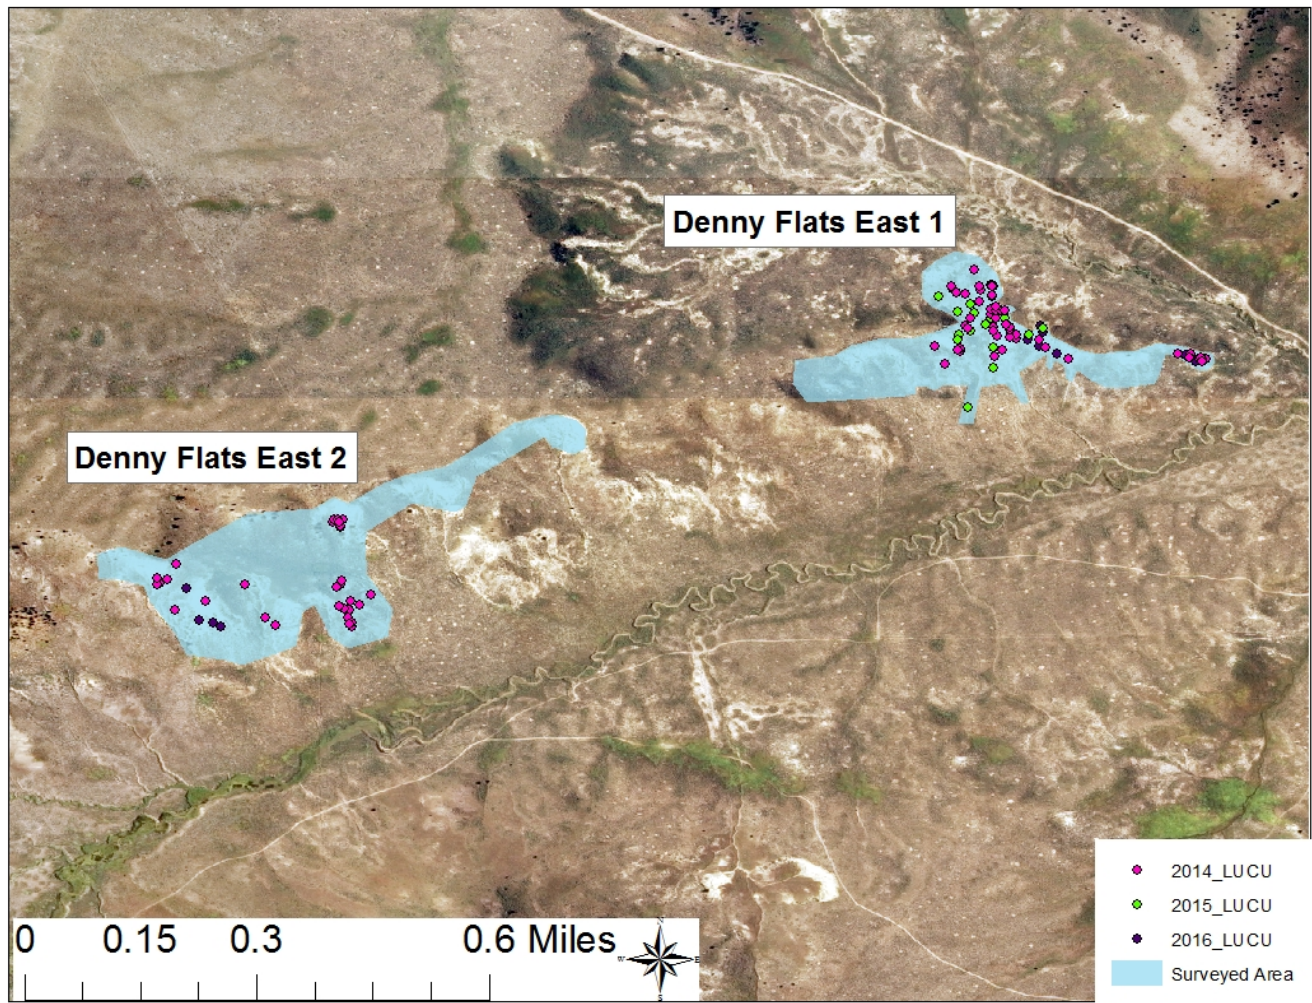 Denny Flats East 1
Denny Flats East 2
2014_LUCU
2015_LUCU
2016_LUCU
Surveyed Area
0 0.15 0.3 0.6 Miles
N
W E
S